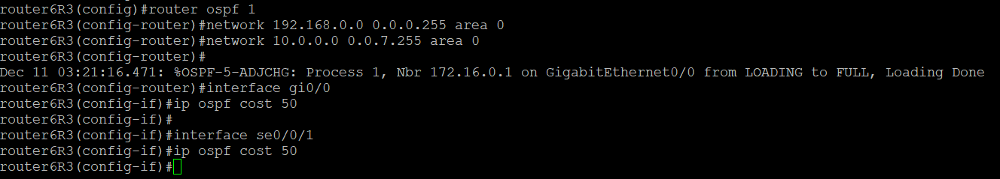 router6R3(config)#router ospf 1
router6R3(config-router)#network 192.168.0.0 0.0.0.255 area 0
router6R3(config-router)#network 10.0.0.0 0.0.7.255 area 0
router6R3(config-router)#
Dec 11 03:21:16.471: %OSPF-5-ADJCHG: Process 1, Nbr 172.16.0.1 on GigabitEthernet0/0 from LOADING to FULL, Loading Done
router6R3(config-router)#interface gi0/0
router6R3(config-if)#ip ospf cost 50
router6R3(config-if)#
router6R3(config-if)#interface se0/0/1
router6R3(config-if)#ip ospf cost 50
router6R3(config-if)#